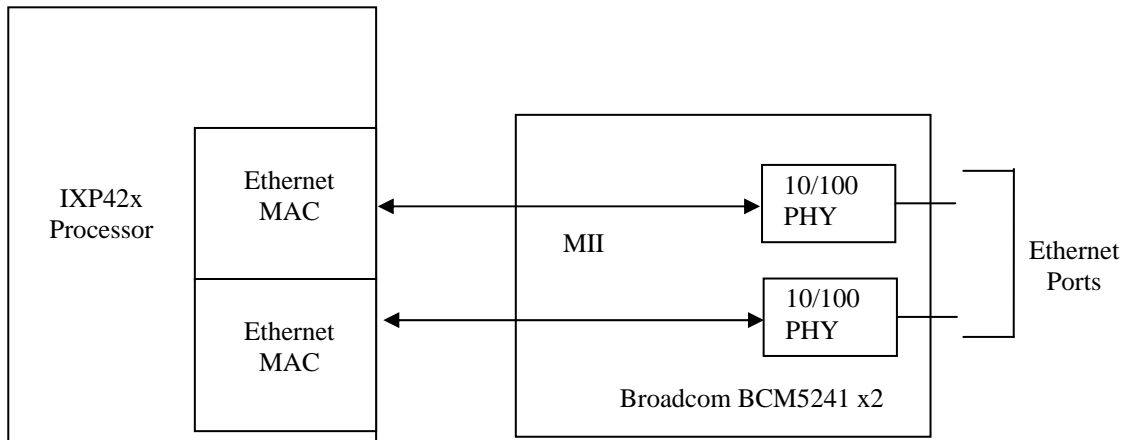 IXP42x
Processor
Ethernet
MAC
Ethernet
MAC
MII
10/100
PHY
10/100
PHY
Broadcom BCM5241 x2
Ethernet
Ports